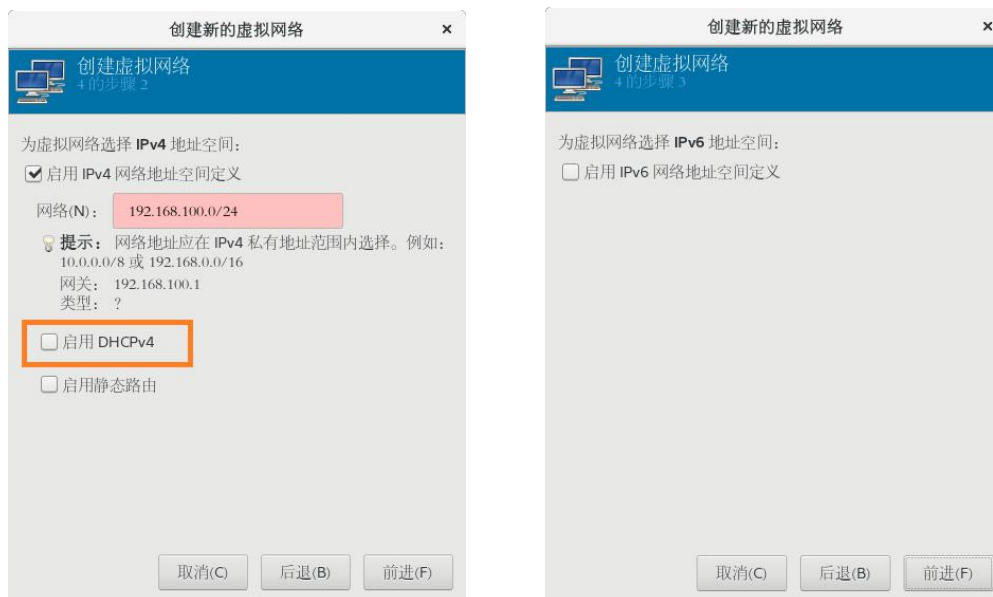 创建新的虚拟网络
×
创建虚拟网络
4 的步骤 2
为虚拟网络选择 IPv4 地址空间：
启用 IPv4 网络地址空间定义
网络(N)： 192.168.100.0/24
提示： 网络地址应在 IPv4 私有地址范围内选择。例如：
10.0.0.0/8 或 192.168.0.0/16
网关： 192.168.100.1
类型： ?
启用 DHCPv4
启用静态路由
取消(C) 后退(B) 前进(F)
创建新的虚拟网络
×
创建虚拟网络
4 的步骤 3
为虚拟网络选择 IPv6 地址空间：
启用 IPv6 网络地址空间定义
取消(C) 后退(B) 前进(F)